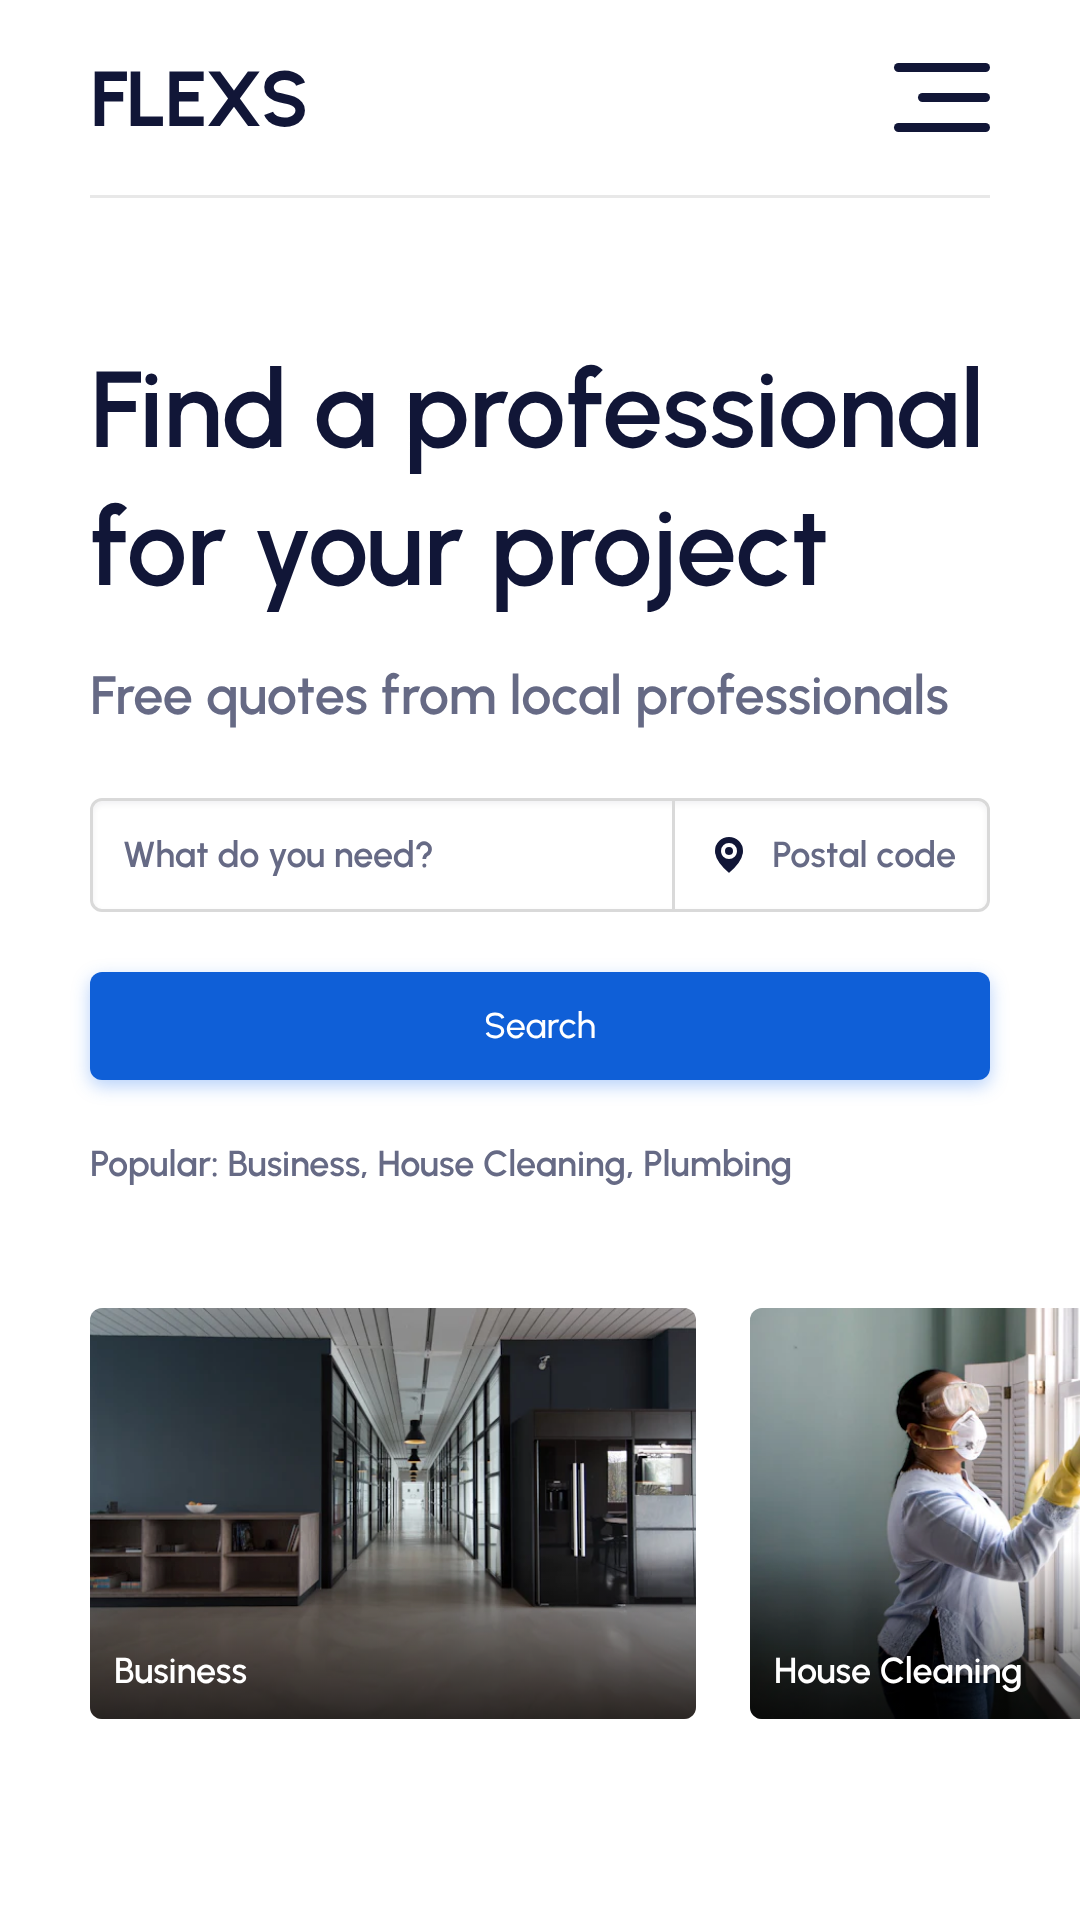 FLEXS
Find a professional
for your project
Free quotes from local professionals
What do you need?
Postal code
Search
Popular: Business, House Cleaning, Plumbing
Business
House Cleaning